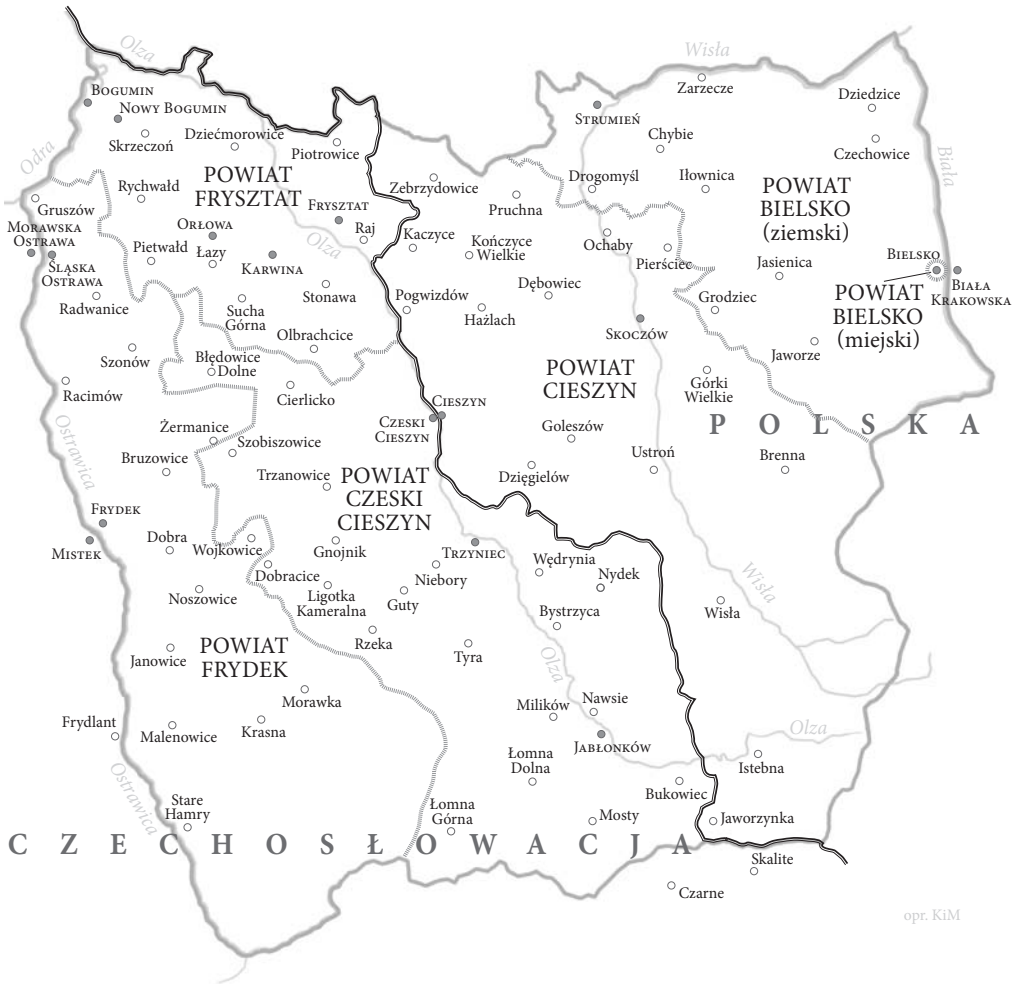 Olza
Wisła
BOGUMIN
NOWY BOGUMIN
Zarzecze
Dziedzice
STRUMIEŃ
Skrzeczoń
Dziećmorowice
Piotrowice
Chybie
Czechowice
Odra
Biała
POWIAT
FRYSZTAT
Rychwałd
Zebrzydowice
Drogomyśl
Iłownica
POWIAT
BIELSKO
(ziemski)
Gruszów
Pruchna
FRYSZTAT
MORAWSKA
OSTRAWA
ORŁOWA
Raj
Kaczyce
Kończyce
Wielkie
Ochaby
Pierściec
Pietwałd
Łazy
Olza
BIELSKO
ŚLĄSKA
OSTRAWA
KARWINA
Jasienica
BIAŁA
KRAKOWSKA
Radwanice
Stonawa
Pogwizdów
Dębowiec
Grodziec
POWIAT
BIELSKO
(miejski)
Sucha
Górna
Hażlach
SKOCZÓW
Olbrachcice
Szonów
Błędowice
Dolne
Jaworze
POWIAT
CIESZYN
Racimów
Cierlicko
Górki
Wielkie
CIESZYN
CZESKI
CIESZYN
POLSKA
Ostrawica
Żermanice
Szobiszowice
Goleszów
Ustroń
Brenna
Bruzowice
Trzanowice
POWIAT
CZESKI
CIESZYN
Dzięgielów
FRYDEK
MISTEK
Dobra
Wojkowice
Gnojnik
TRZYNIEC
Wędrynia
Dobracice
Niebory
Nydek
Wisła
Noszowice
Ligotka
Kameralna
Guty
Bystrzyca
Wisła
POWIAT
FRYDEK
Rzeka
Tyra
Janowice
Olza
Morawka
Milików
Nawsie
Frydlant
Malenowice
Krasna
JABŁONKÓW
Olza
Łomna
Dolna
Istebna
Ostrawica
Bukowiec
Stare
Hamry
Łomna
Górna
Mosty
Jaworzynka
CZECHOSŁOWACJA
Skalite
Czarne
opr. KiM